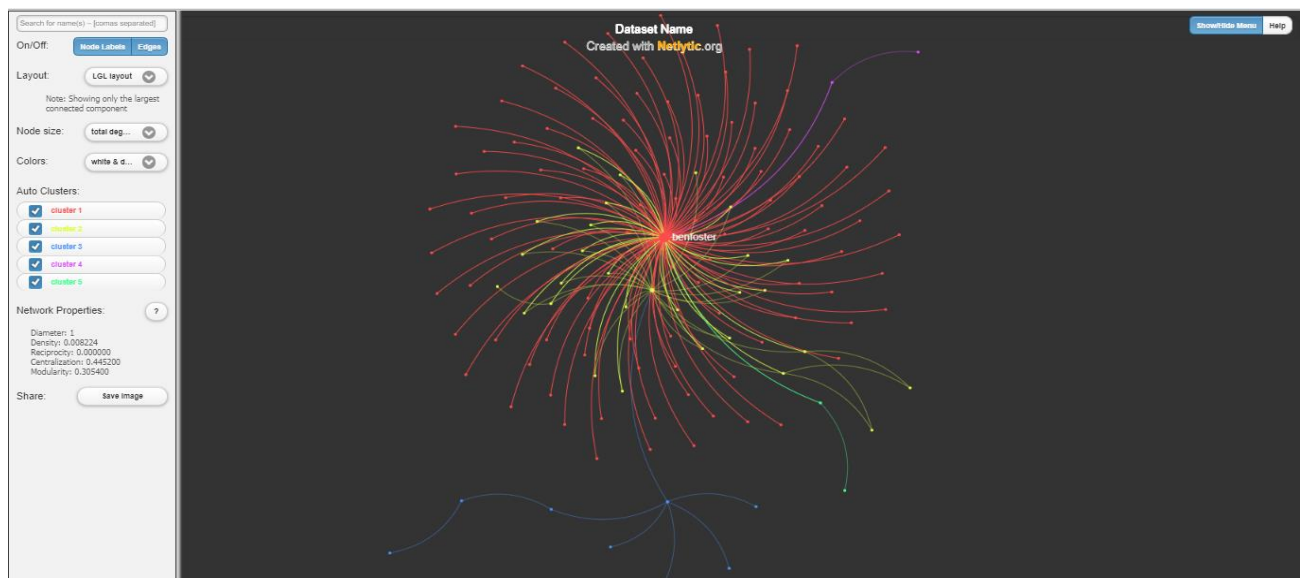 Search for name(s) – [comas separated]
On/Off: Node Labels Edges
Layout: LGL layout
Note: Showing only the largest
connected component
Node size: total deg...
Colors: white & d...
Auto Clusters:
cluster 1
cluster 2
cluster 3
cluster 4
cluster 5
Network Properties: ?
Diameter: 1
Density: 0.008224
Reciprocity: 0.000000
Centralization: 0.445200
Modularity: 0.305400
Share: Save Image
Dataset Name
Created with Netlytic.org
Show/Hide Menu Help
benfoster